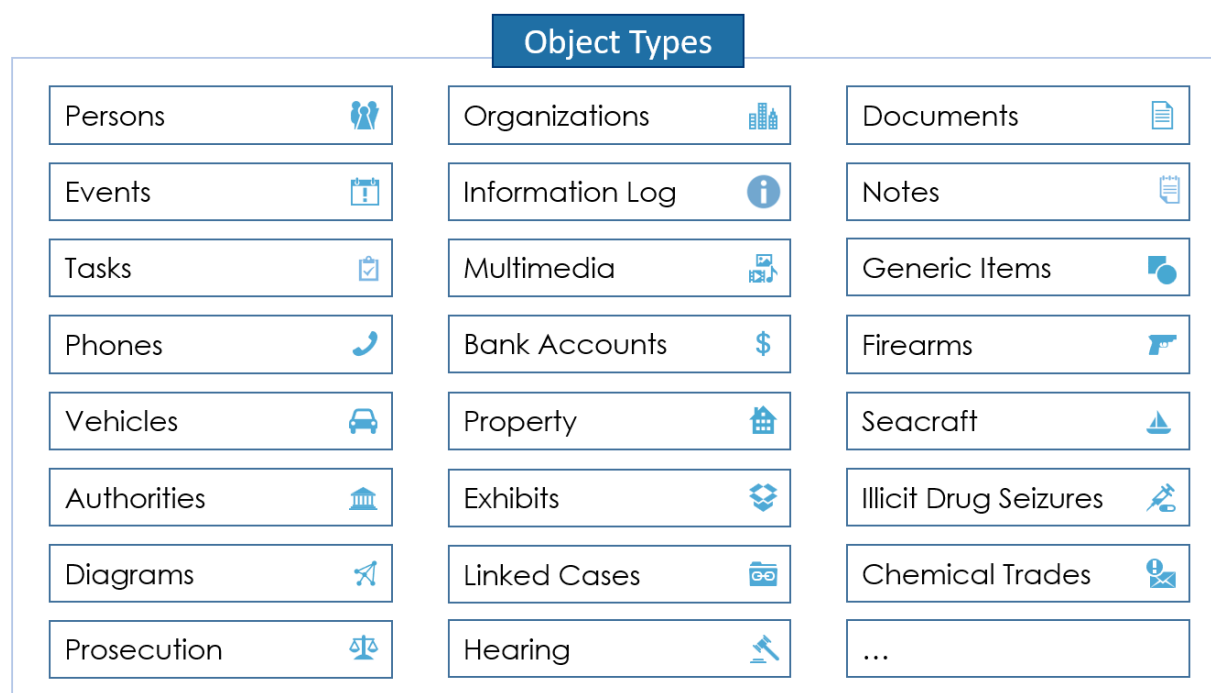 Object Types
Persons
Organizations
Documents
Events
Information Log
Notes
Tasks
Multimedia
Generic Items
Phones
Bank Accounts
$
Firearms
Vehicles
Property
Seacraft
Authorities
Exhibits
Illicit Drug Seizures
Diagrams
Linked Cases
Chemical Trades
Prosecution
Hearing
...